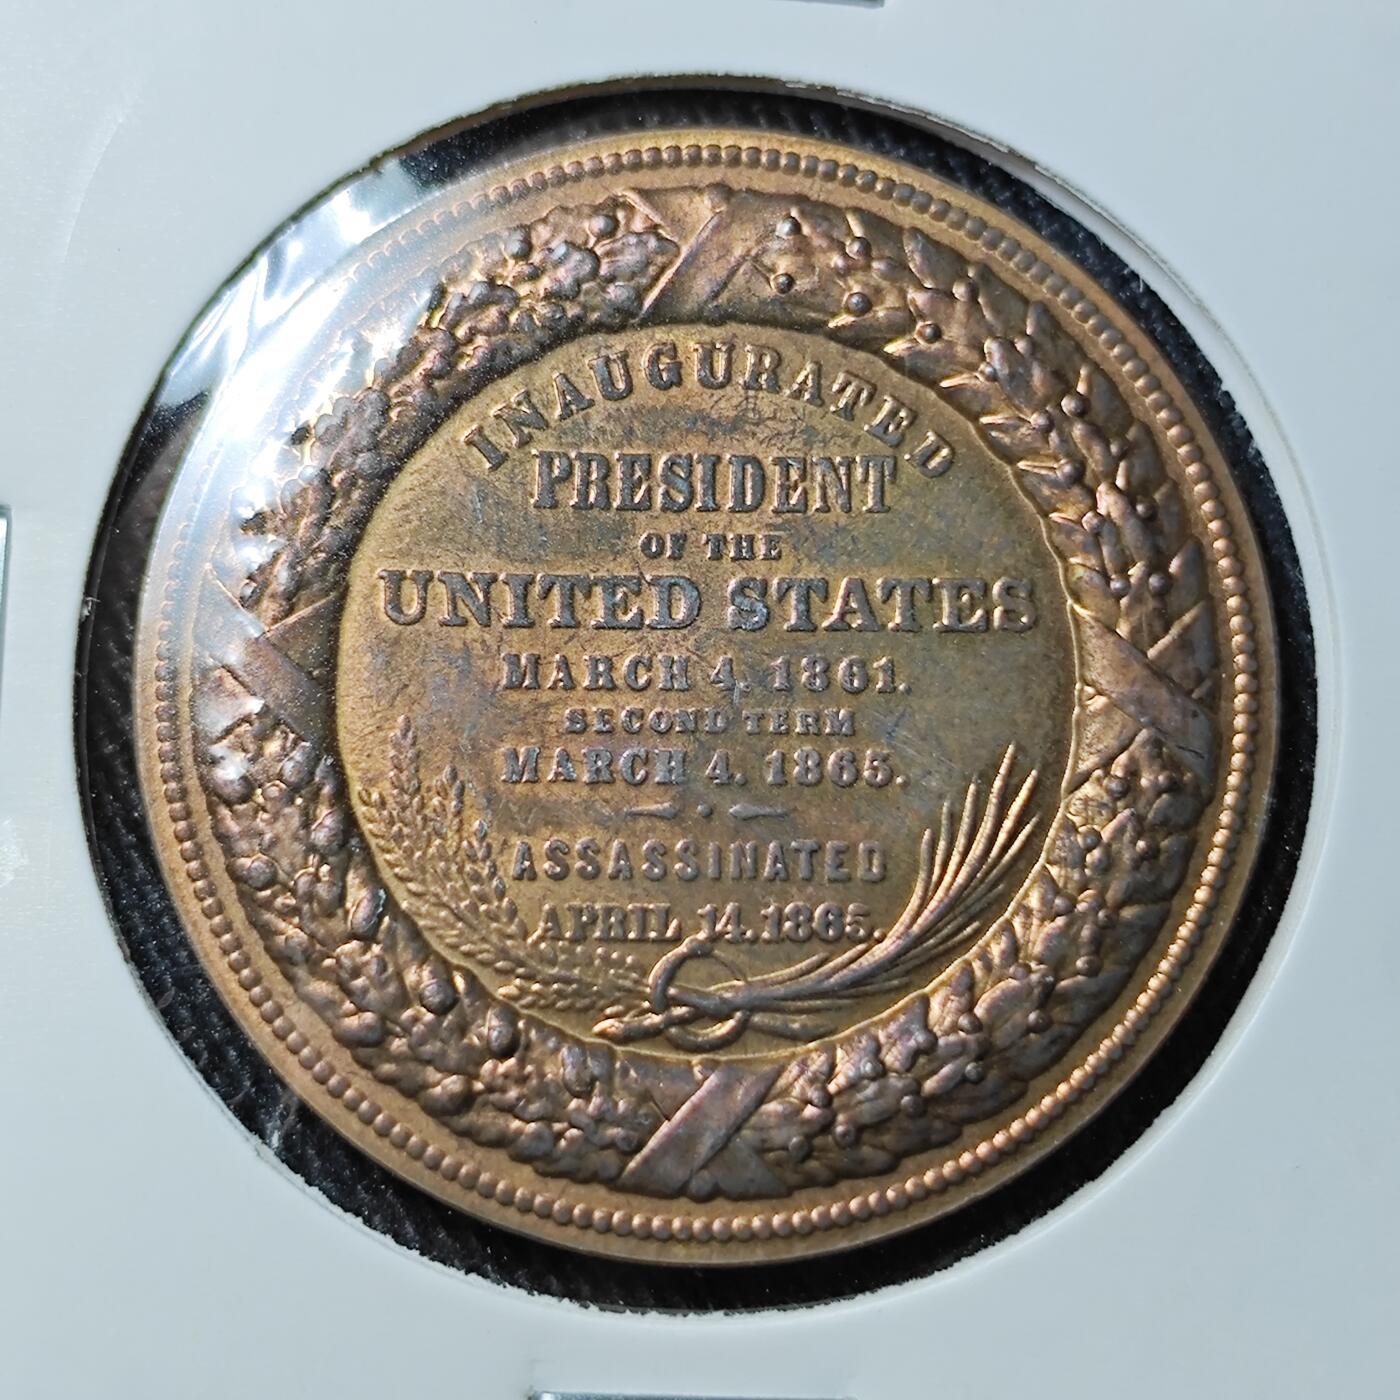 INAUGURATED
PRESIDENT
OF THE
UNITED STATES
MARCH 4. 1861.
SECOND TERM
MARCH 4. 1865.
ASSASSINATED
APRIL 14.1865.